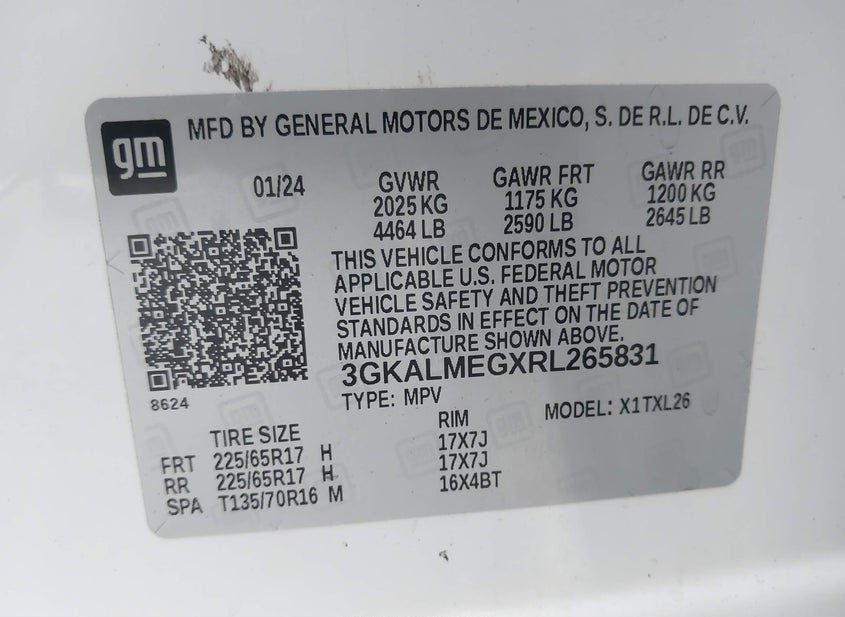 gm
MFD BY GENERAL MOTORS DE MEXICO, S. DE R.L. DE C.V.
01/24 GVWR GAWR FRT GAWR RR
2025 KG 1175 KG 1200 KG
4464 LB 2590 LB 2645 LB
THIS VEHICLE CONFORMS TO ALL
APPLICABLE U.S. FEDERAL MOTOR
VEHICLE SAFETY AND THEFT PREVENTION
STANDARDS IN EFFECT ON THE DATE OF
MANUFACTURE SHOWN ABOVE.
3GKALMEGXRL265831
8624
TYPE: MPV MODEL: X1TXL26
TIRE SIZE RIM
FRT 225/65R17 H 17X7J
RR 225/65R17 H 17X7J
SPA T135/70R16 M 16X4BT